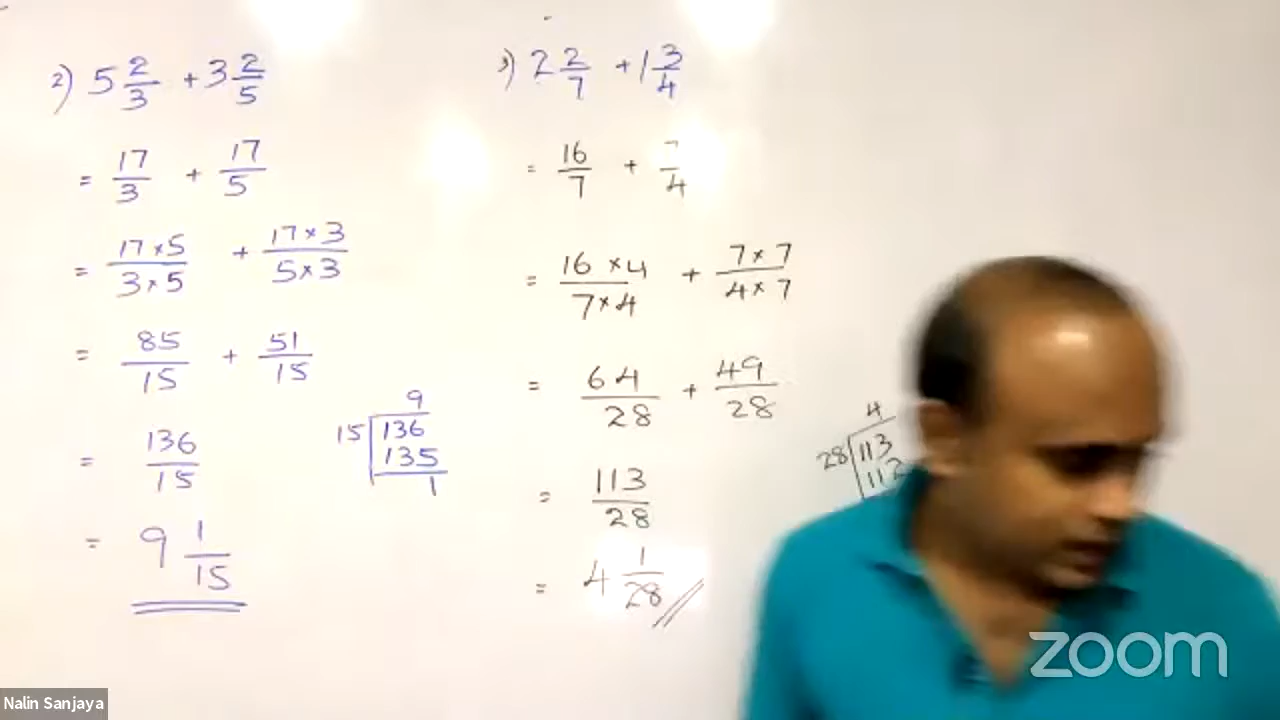 2) 5 2/3 + 3 2/5
= 17/3 + 17/5
= 17×5/3×5 + 17×3/5×3
= 85/15 + 51/15
= 136/15
= 9 1/15
9
15 136
135
1
3) 2 2/7 + 1 3/4
= 16/7 + 7/4
= 16×4/7×4 + 7×7/4×7
= 64/28 + 49/28
= 113/28
= 4 1/28
4
28 113
112
zoom
Nalin Sanjaya